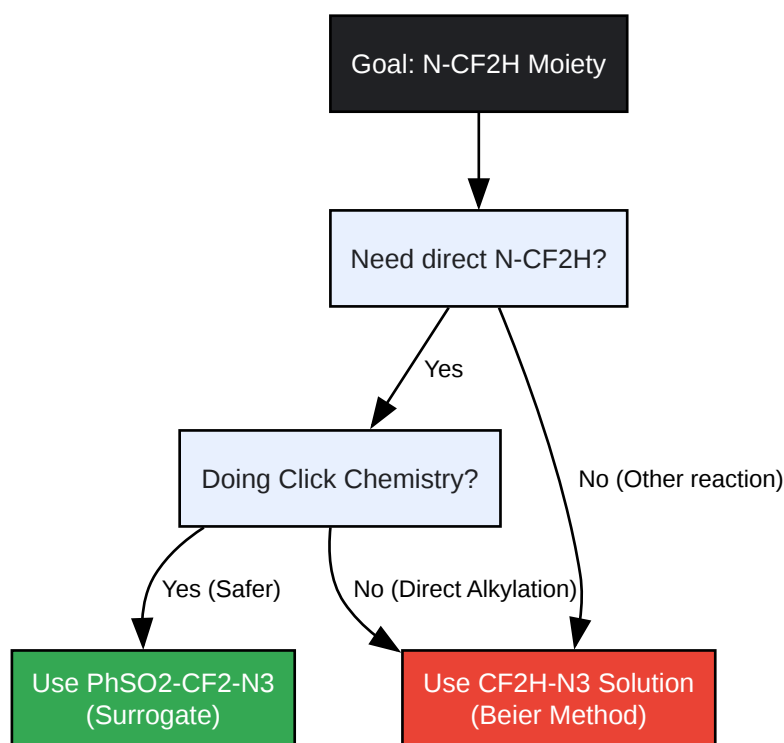 Goal: N-CF2H Moiety
Need direct N-CF2H?
Yes
Doing Click Chemistry?
No (Other reaction)
Yes (Safer)
No (Direct Alkylation)
Use PhSO2-CF2-N3
(Surrogate)
Use CF2H-N3 Solution
(Beier Method)